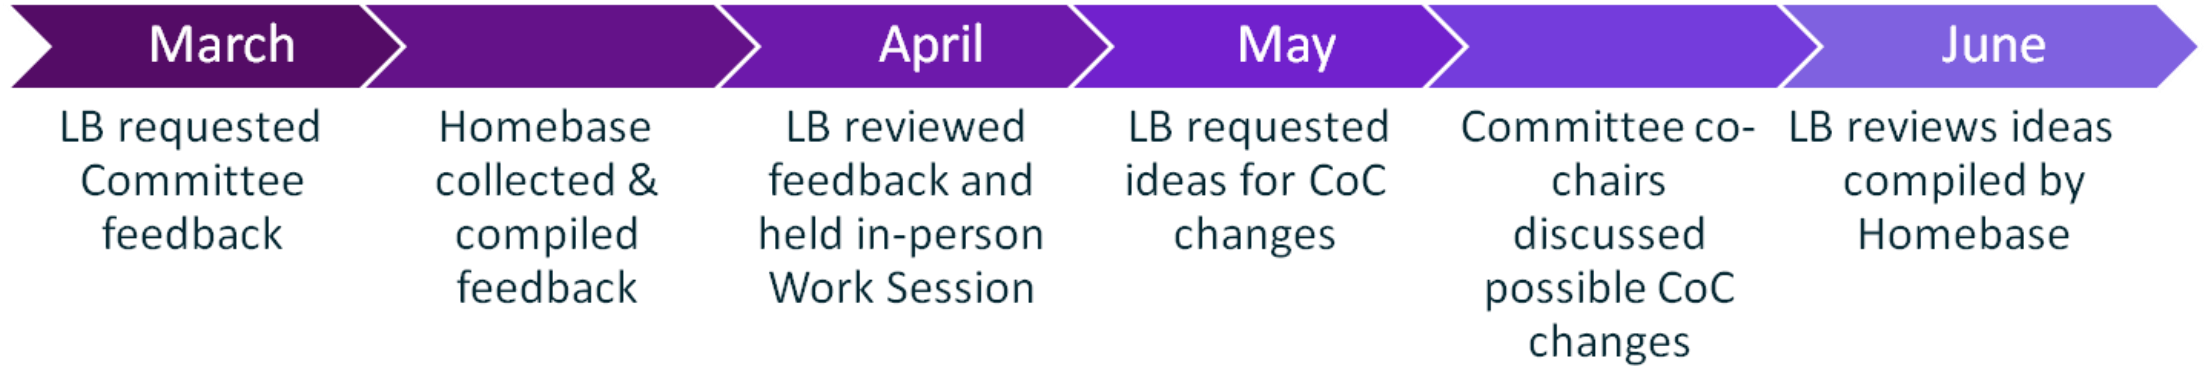 March
LB requested
Committee
feedback
Homebase
collected &
compiled
feedback
April
LB reviewed
feedback and
held in-person
Work Session
May
LB requested
ideas for CoC
changes
Committee co-
chairs
discussed
possible CoC
changes
June
LB reviews ideas
compiled by
Homebase